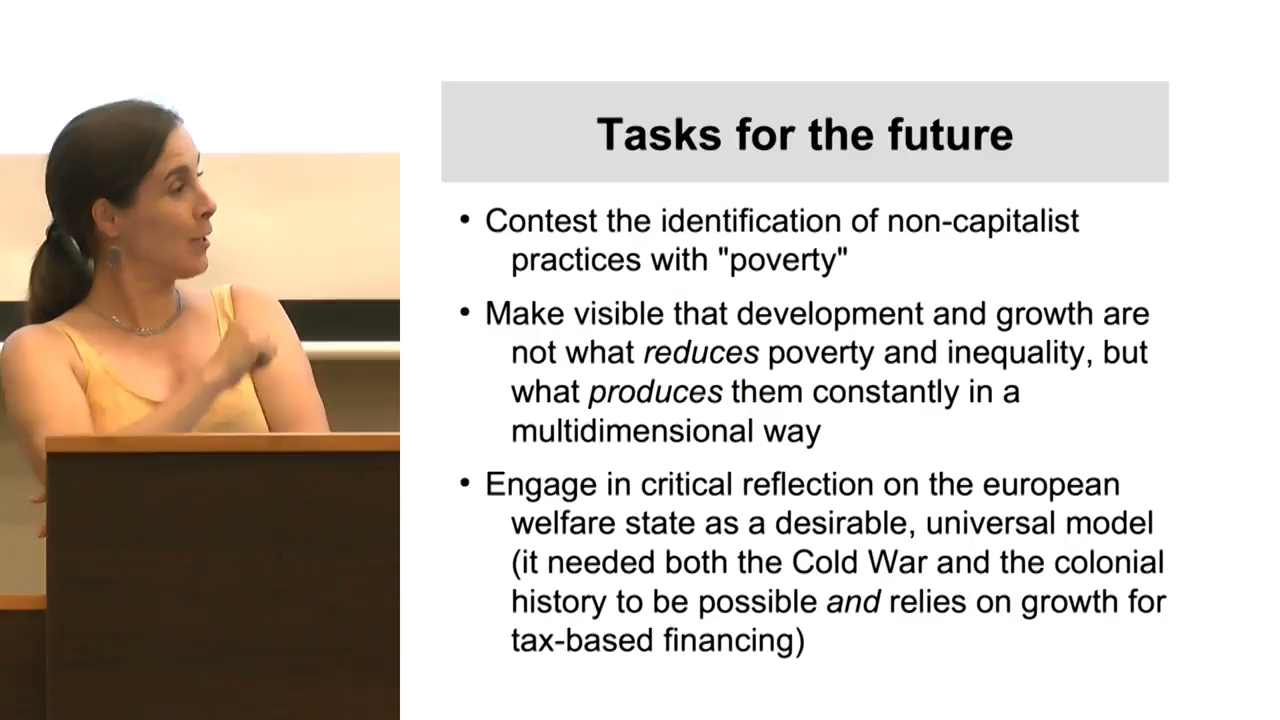 Tasks for the future
• Contest the identification of non-capitalist
practices with "poverty"
• Make visible that development and growth are
not what reduces poverty and inequality, but
what produces them constantly in a
multidimensional way
• Engage in critical reflection on the european
welfare state as a desirable, universal model
(it needed both the Cold War and the colonial
history to be possible and relies on growth for
tax-based financing)